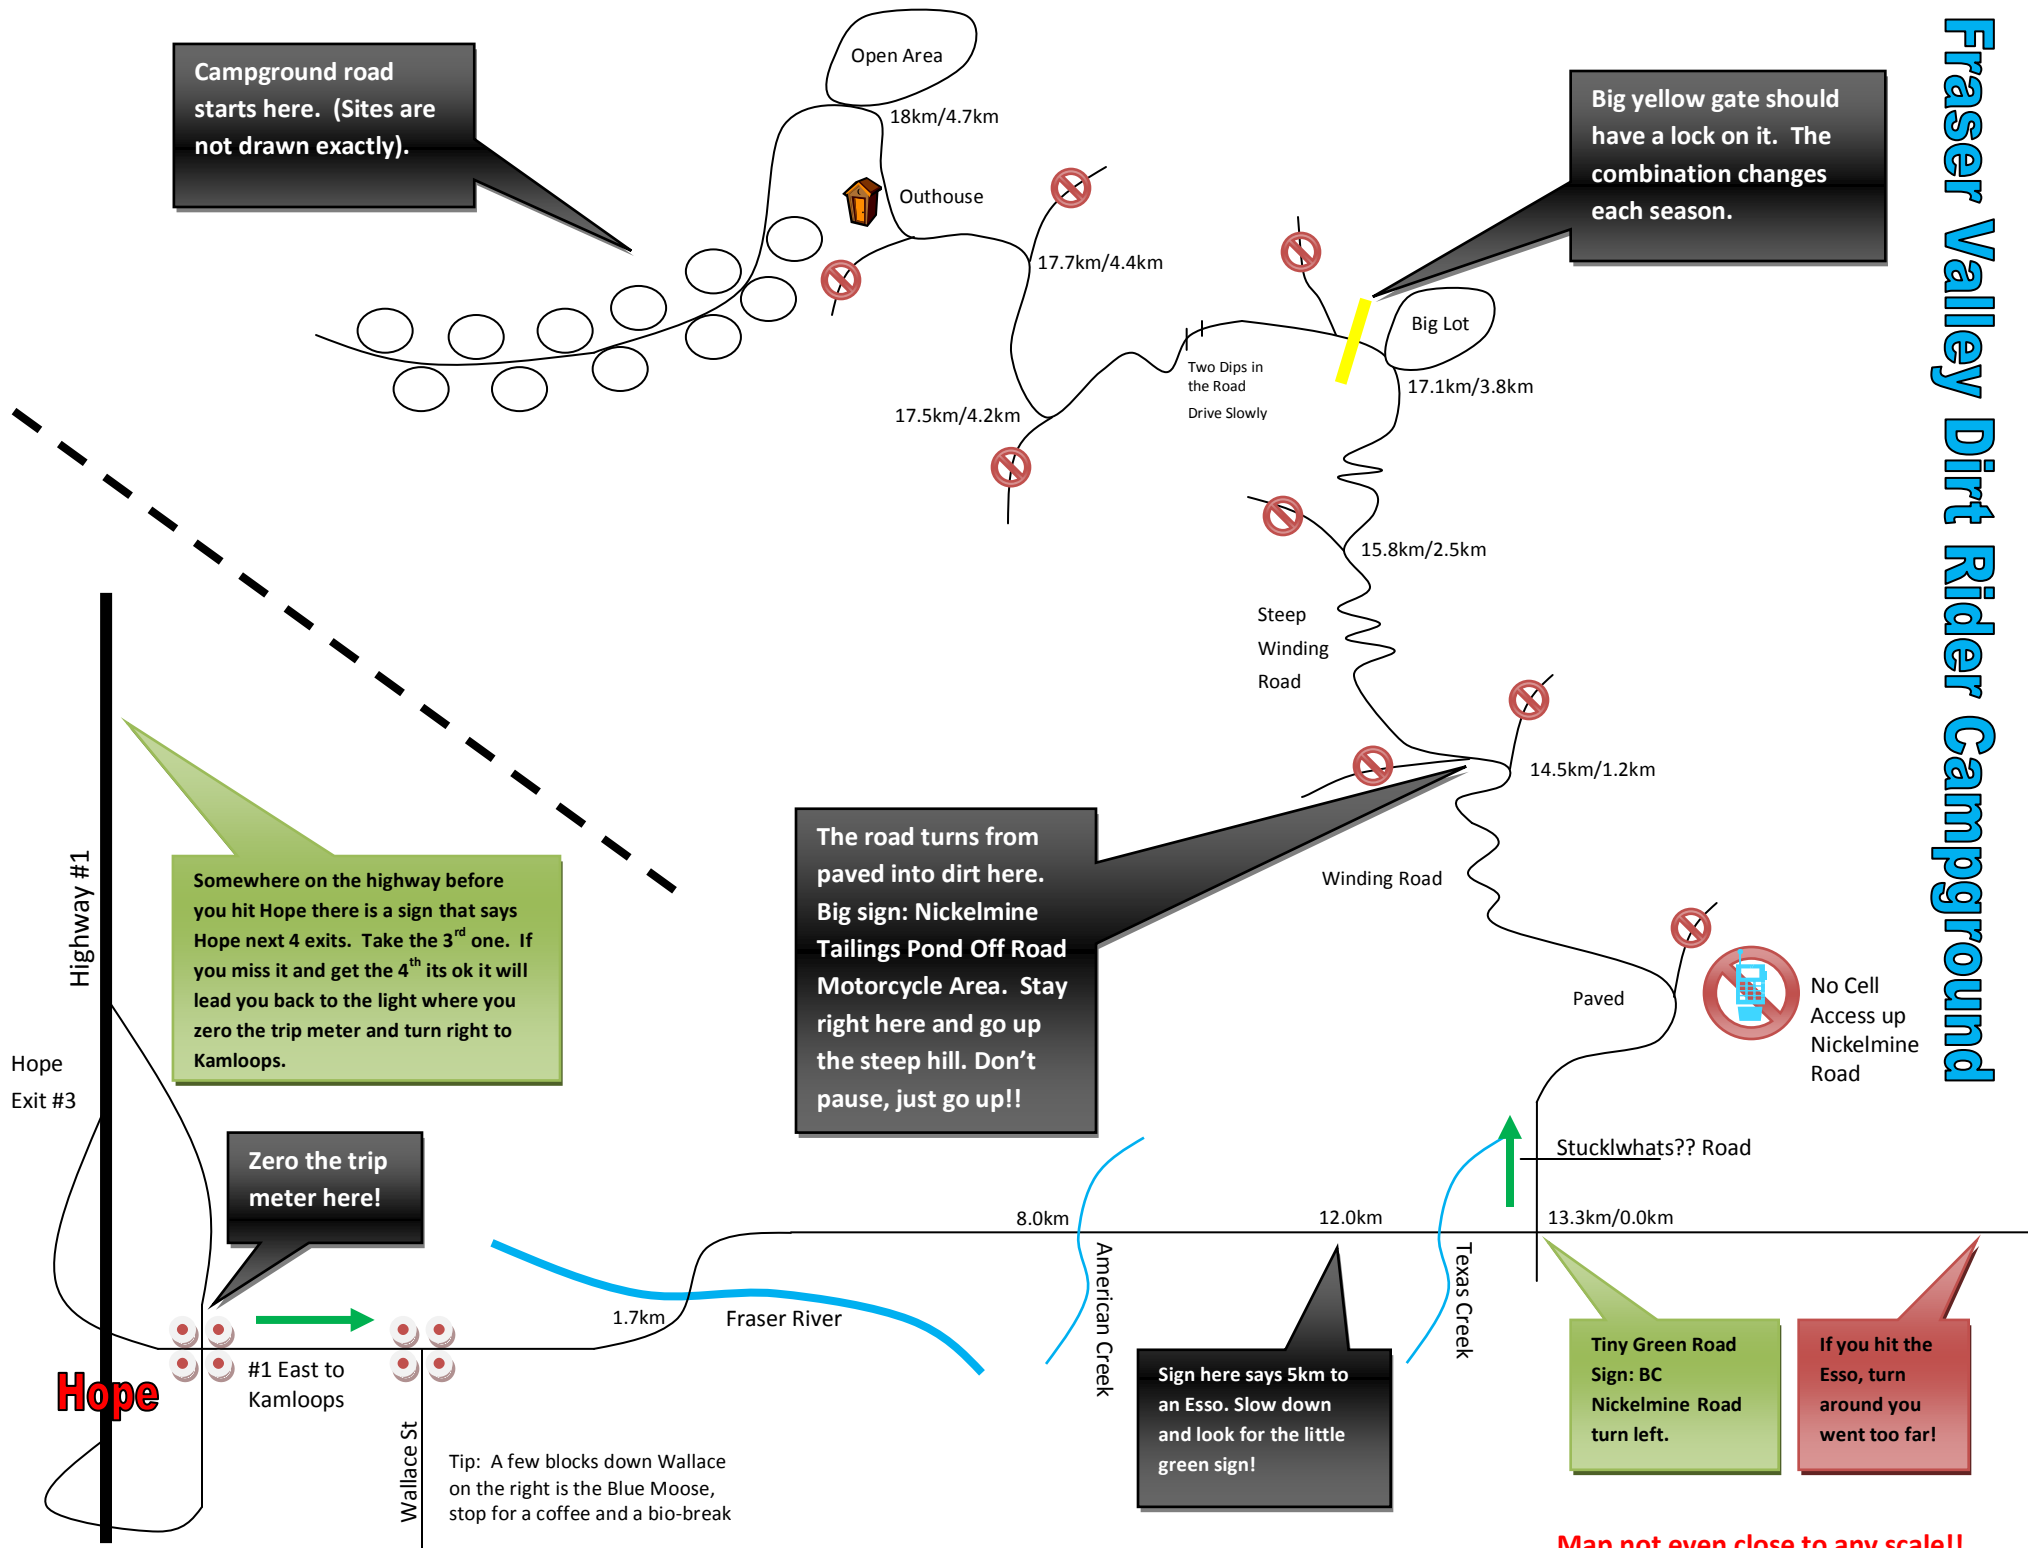 Fraser Valley Dirt Rider Campground
Open Area
Campground road
starts here.  (Sites are
not drawn exactly).
18km/4.7km
Big yellow gate should
have a lock on it.  The
combination changes
each season.
Outhouse
17.7km/4.4km
Big Lot
Two Dips in
the Road
Drive Slowly
17.1km/3.8km
17.5km/4.2km
15.8km/2.5km
Steep
Winding
Road
14.5km/1.2km
The road turns from
paved into dirt here.
Big sign: Nickelmine
Tailings Pond Off Road
Motorcycle Area.  Stay
right here and go up
the steep hill. Don't
pause, just go up!!
Winding Road
Highway #1
Somewhere on the highway before
you hit Hope there is a sign that says
Hope next 4 exits.  Take the 3rd one.  If
you miss it and get the 4th its ok it will
lead you back to the light where you
zero the trip meter and turn right to
Kamloops.
Paved
No Cell
Access up
Nickelmine
Road
Hope
Exit #3
Zero the trip
meter here!
Stucklwhats?? Road
8.0km
12.0km
13.3km/0.0km
American Creek
Texas Creek
1.7km
Fraser River
#1 East to
Kamloops
Hope
Wallace St
Tip:  A few blocks down Wallace
on the right is the Blue Moose,
stop for a coffee and a bio-break
Sign here says 5km to
an Esso. Slow down
and look for the little
green sign!
Tiny Green Road
Sign: BC
Nickelmine Road
turn left.
If you hit the
Esso, turn
around you
went too far!
Map not even close to any scale!!